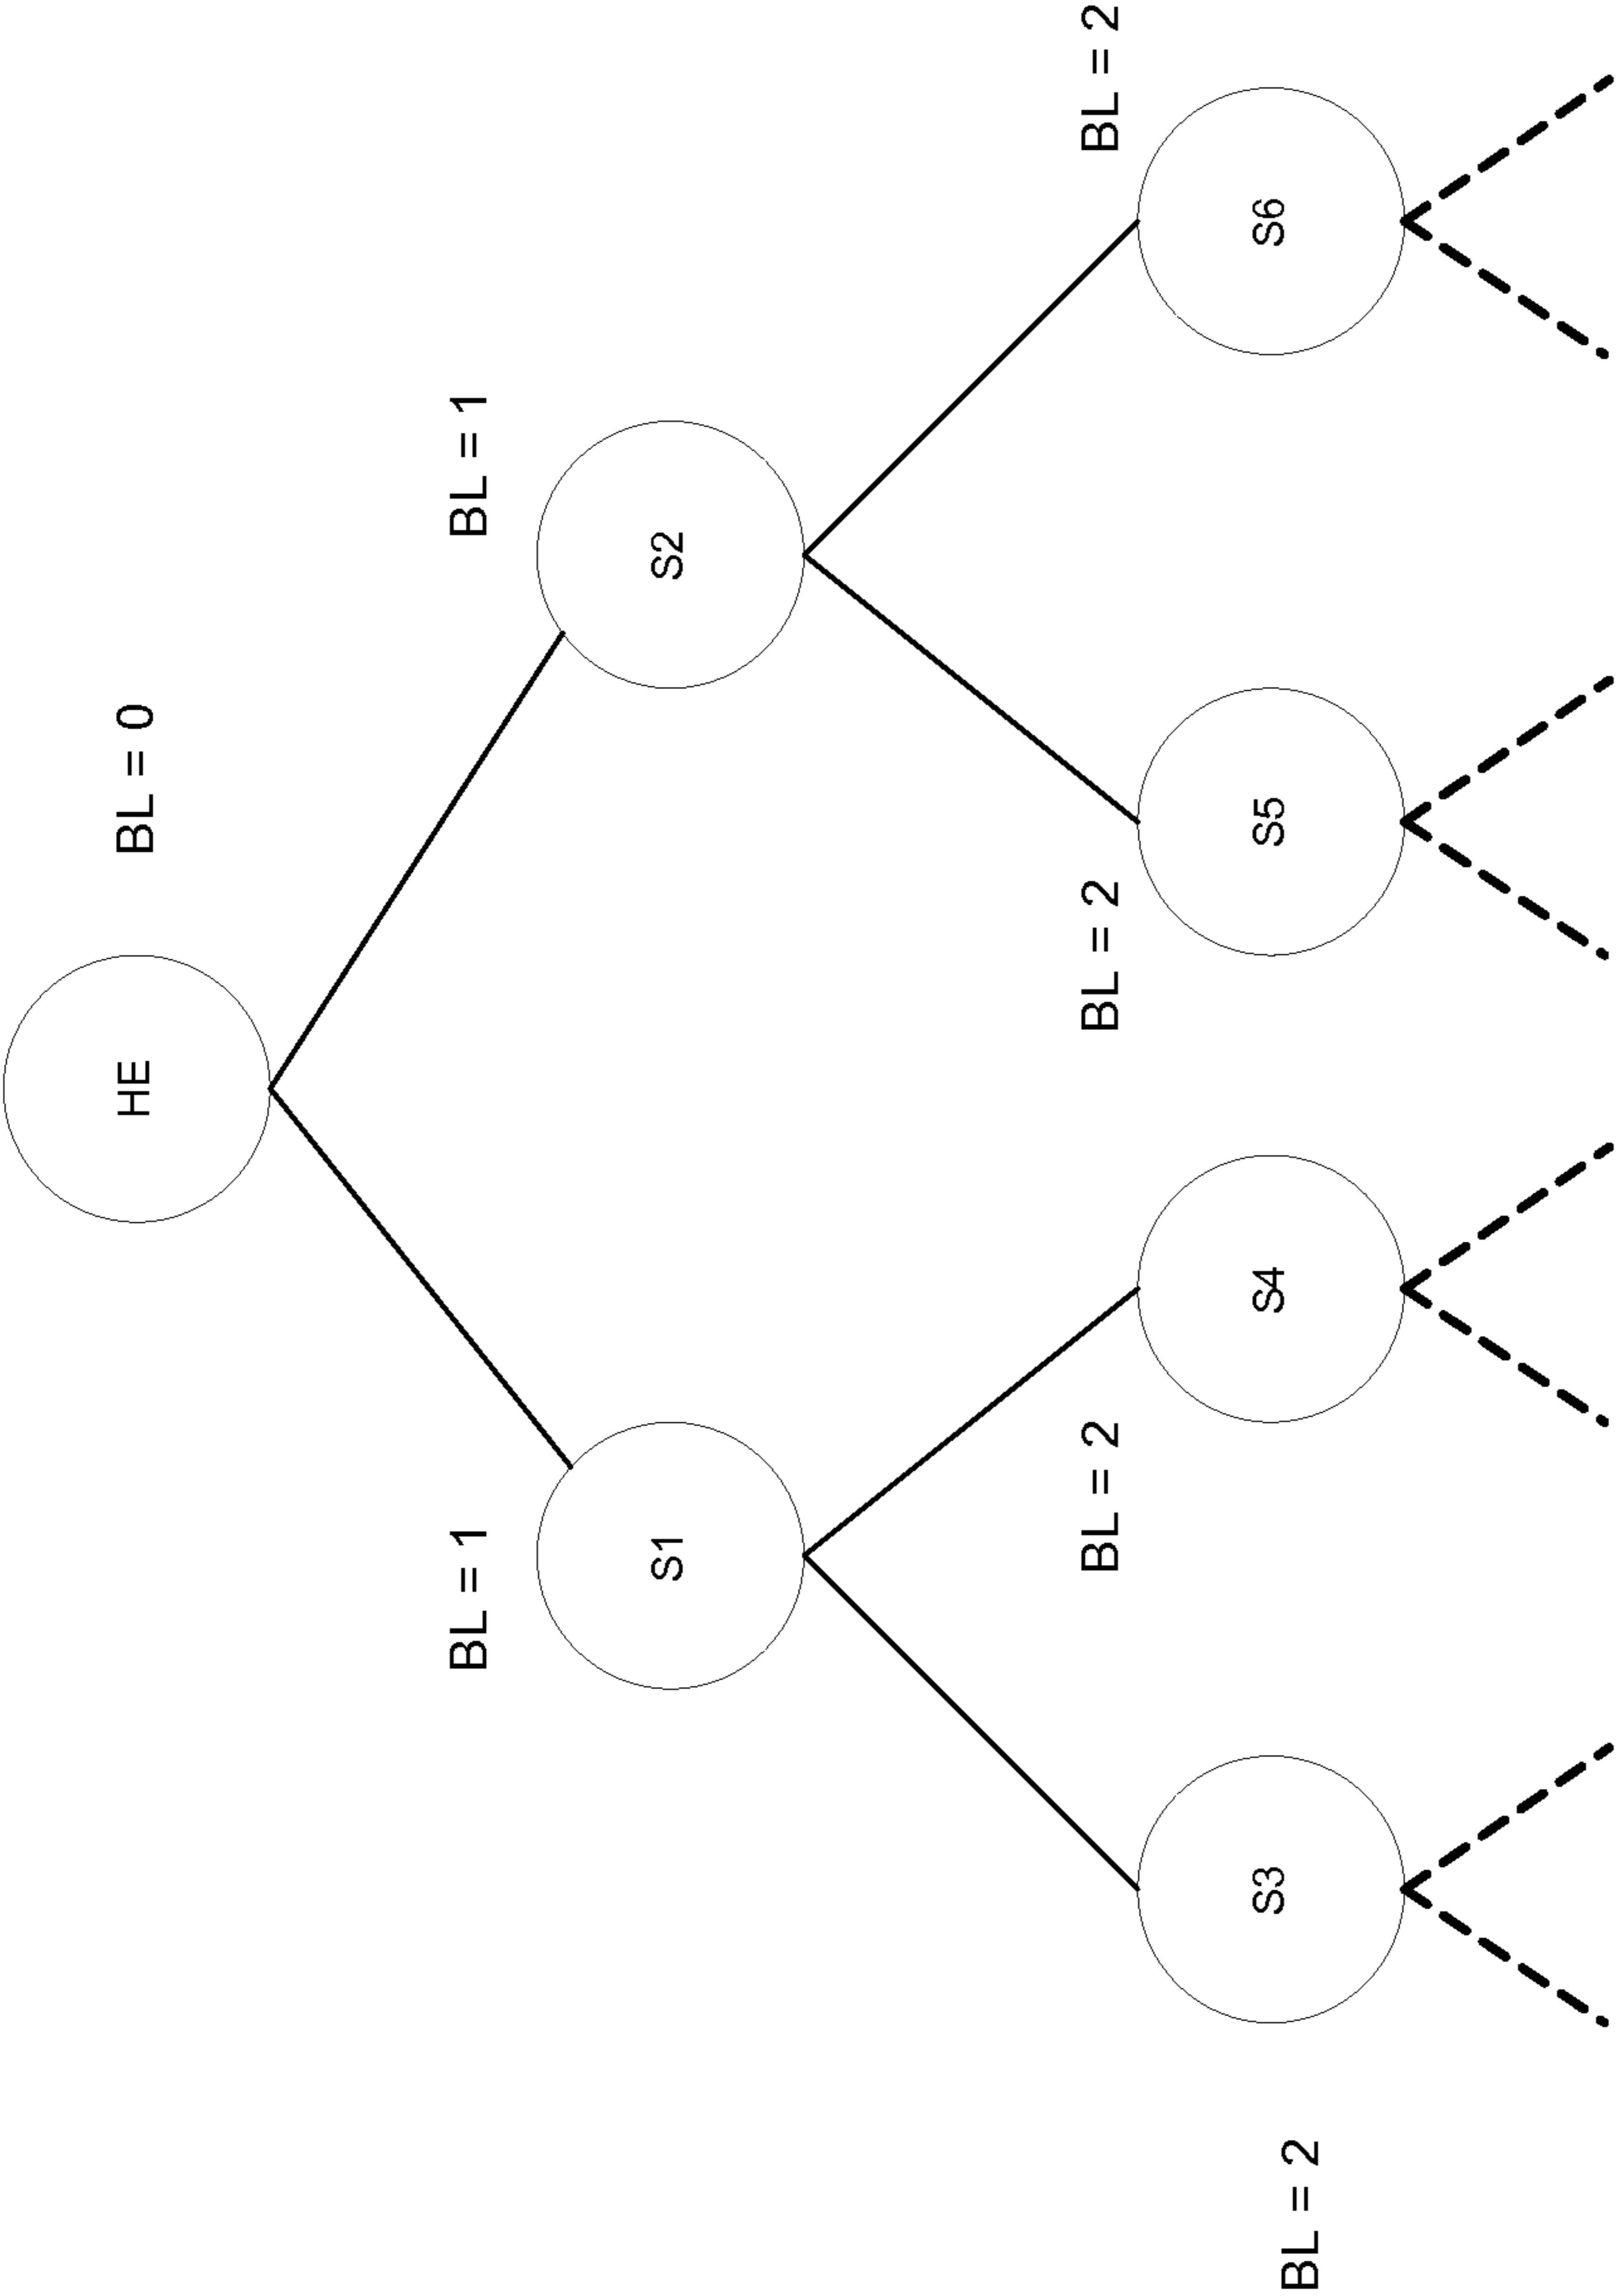 HE
BL = 0
BL = 1
BL = 1
S1
S2
BL = 2
BL = 2
BL = 2
BL = 2
S3
S4
S5
S6